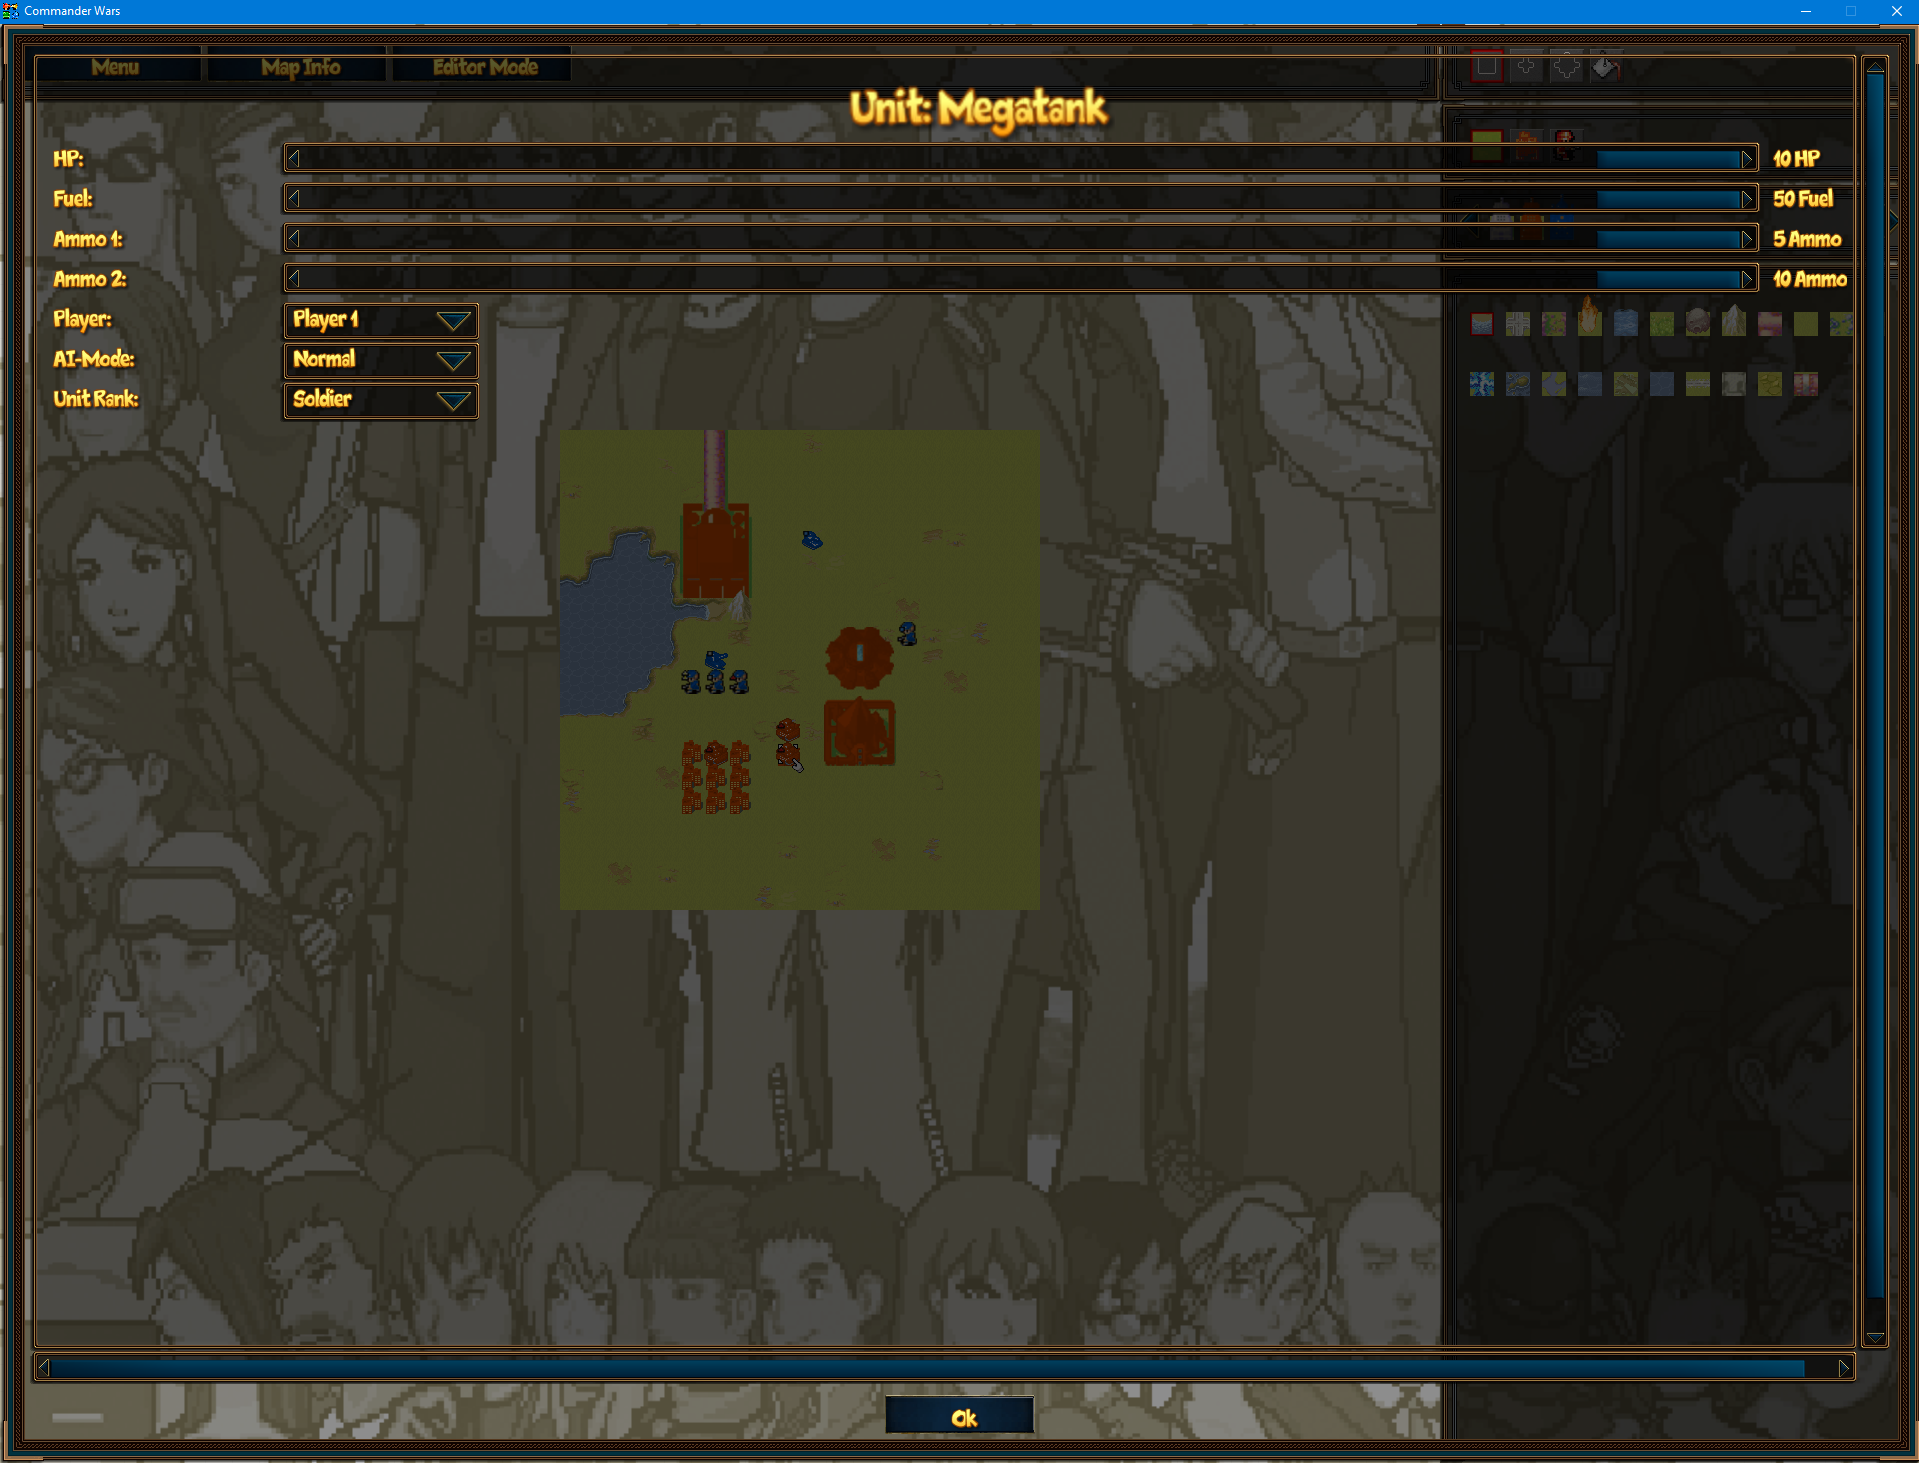 Commander Wars
Menu
Map Info
Editor Mode
Unit: Megatank
HP:
10 HP
Fuel:
50 Fuel
Ammo 1:
5 Ammo
Ammo 2:
10 Ammo
Player:
Player 1
AI-Mode:
Normal
Unit Rank:
Soldier
Ok